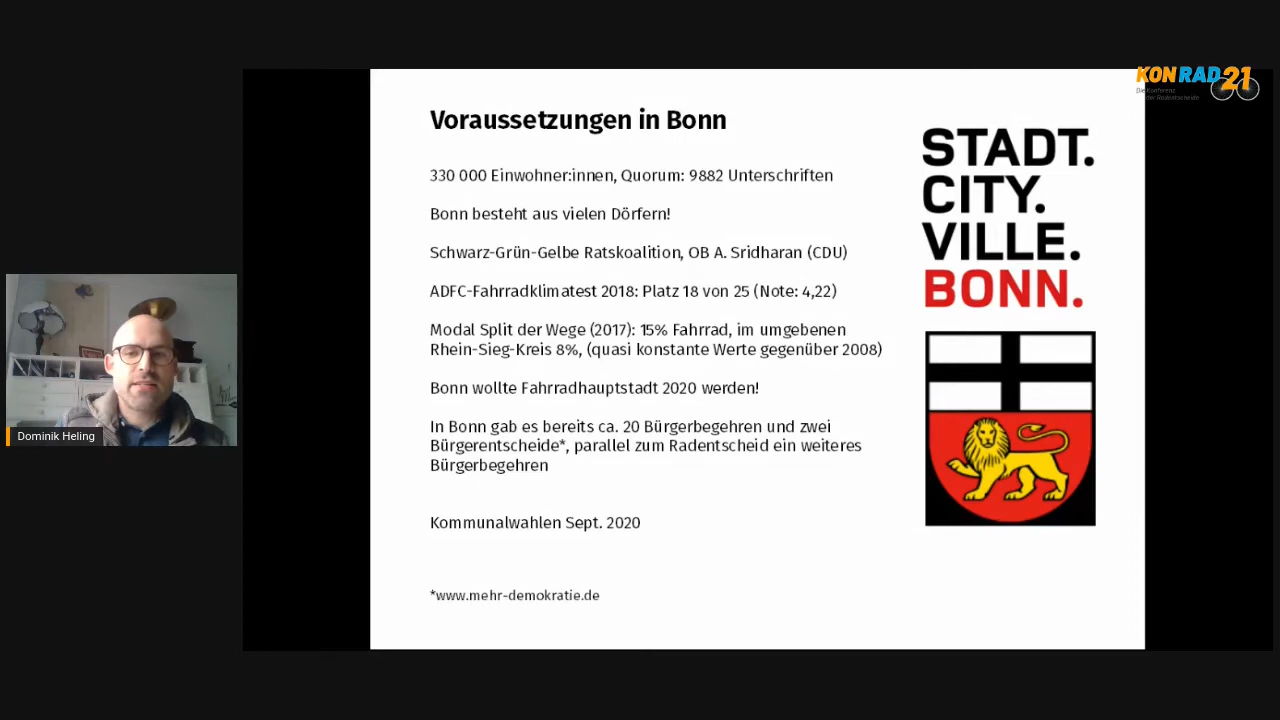 KONRAD21
Die Konferenz
der Radentscheide
Voraussetzungen in Bonn
330 000 Einwohner:innen, Quorum: 9882 Unterschriften
Bonn besteht aus vielen Dörfern!
Schwarz-Grün-Gelbe Ratskoalition, OB A. Sridharan (CDU)
ADFC-Fahrradklimatest 2018: Platz 18 von 25 (Note: 4,22)
Modal Split der Wege (2017): 15% Fahrrad, im umgebenen
Rhein-Sieg-Kreis 8%, (quasi konstante Werte gegenüber 2008)
Bonn wollte Fahrradhauptstadt 2020 werden!
In Bonn gab es bereits ca. 20 Bürgerbegehren und zwei
Bürgerentscheide*, parallel zum Radentscheid ein weiteres
Bürgerbegehren
Kommunalwahlen Sept. 2020
*www.mehr-demokratie.de
STADT.
CITY.
VILLE.
BONN.
Dominik Heling